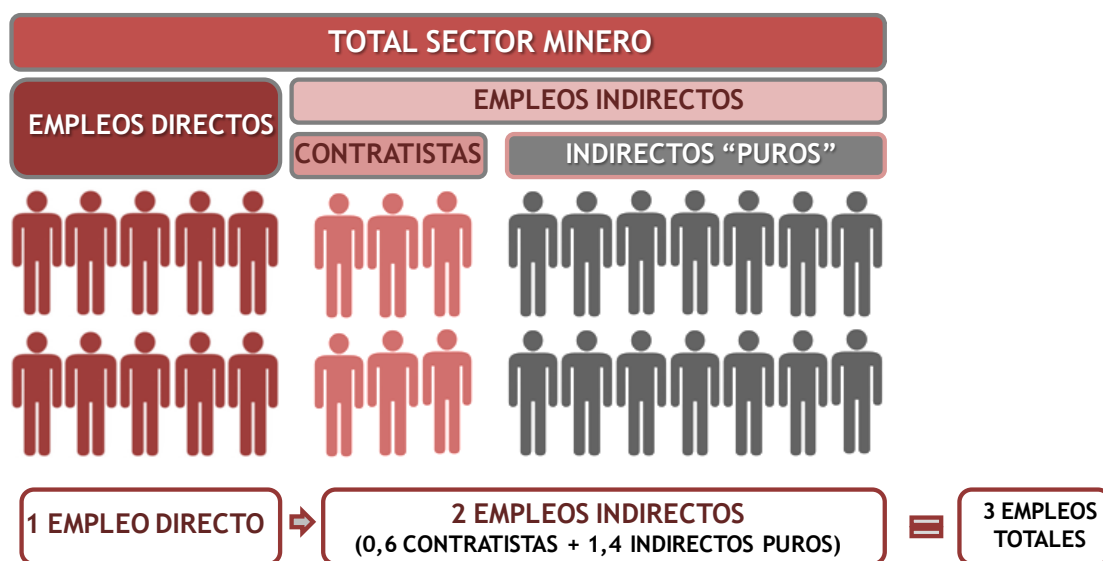 TOTAL SECTOR MINERO
EMPLEOS DIRECTOS
EMPLEOS INDIRECTOS
CONTRATISTAS
INDIRECTOS “PUROS”
1 EMPLEO DIRECTO
2 EMPLEOS INDIRECTOS
(0,6 CONTRATISTAS + 1,4 INDIRECTOS PUROS)
=
3 EMPLEOS
TOTALES